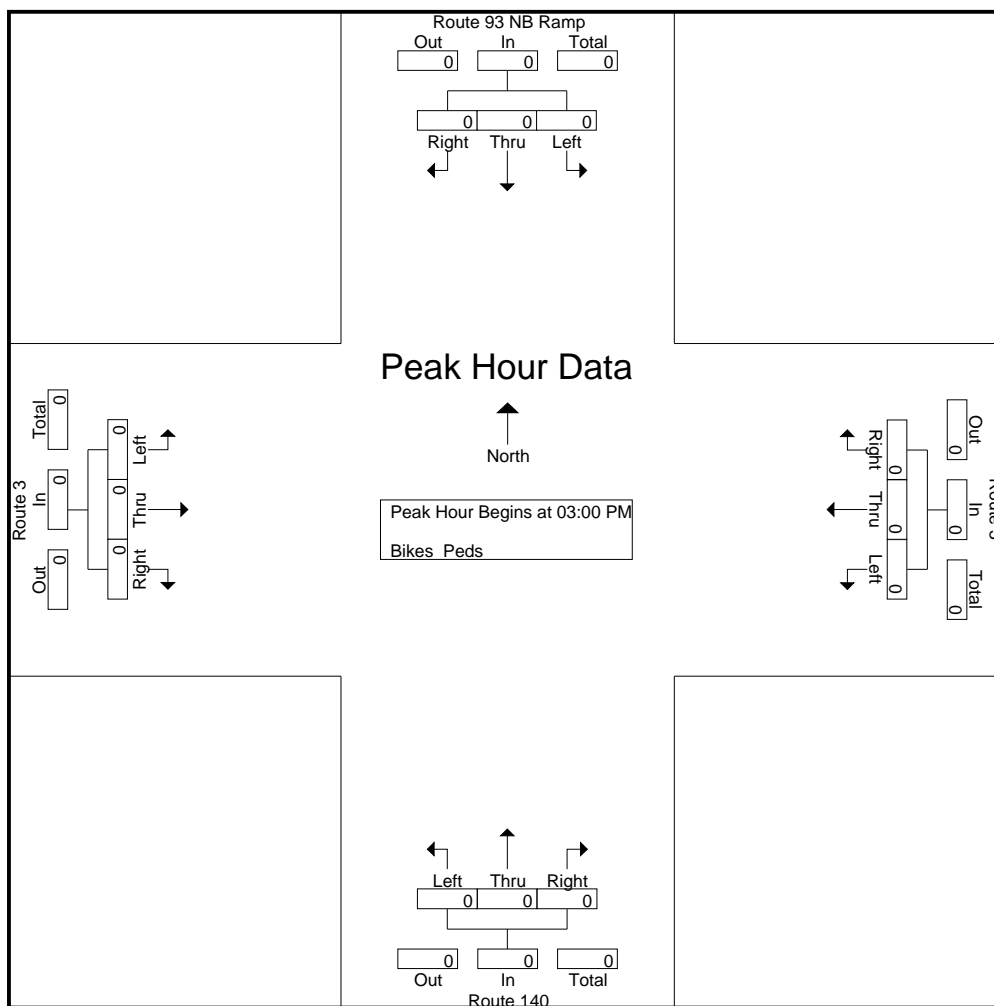 Route 93 NB Ramp
Out In Total
0 0 0
0 0 0
Right Thru Left
Peak Hour Data
North
Peak Hour Begins at 03:00 PM
Bikes Peds
Route 3
Total In Out
0 0 0
0 0 0
Left Thru Right
Right Thru Left
0 0 0
0 0 0
Out In Total
Left Thru Right
0 0 0
0 0 0
Out In Total
Route 140